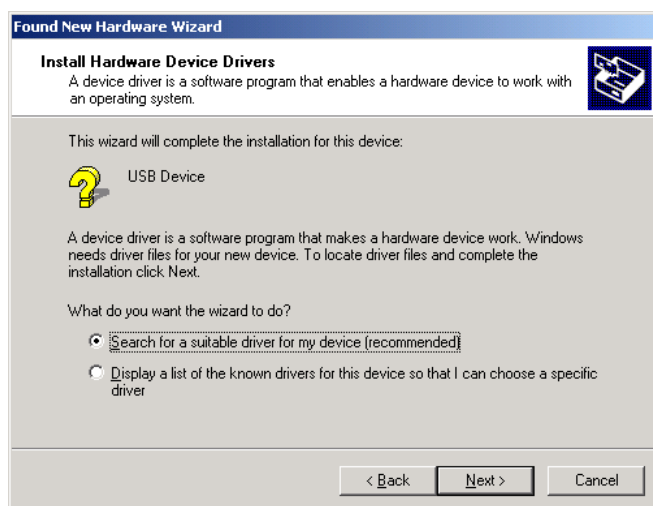 Found New Hardware Wizard
Install Hardware Device Drivers
A device driver is a software program that enables a hardware device to work with
an operating system.
This wizard will complete the installation for this device:
USB Device
A device driver is a software program that makes a hardware device work. Windows
needs driver files for your new device. To locate driver files and complete the
installation click Next.
What do you want the wizard to do?
Search for a suitable driver for my device (recommended)
Display a list of the known drivers for this device so that I can choose a specific
driver
< Back Next > Cancel